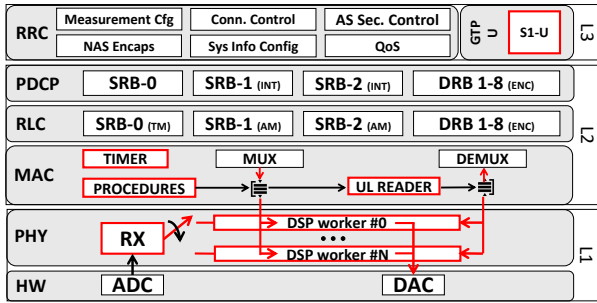 RRC
Measurement Cfg
Conn. Control
AS Sec. Control
NAS Encaps
Sys Info Config
QoS
GTP
U
S1-U
L3
PDCP
SRB-0
SRB-1 (INT)
SRB-2 (INT)
DRB 1-8 (ENC)
RLC
SRB-0 (TM)
SRB-1 (AM)
SRB-2 (AM)
DRB 1-8 (ENC)
L2
MAC
TIMER
MUX
DEMUX
PROCEDURES
UL READER
PHY
RX
DSP worker #0
• • •
DSP worker #N
L1
HW
ADC
DAC